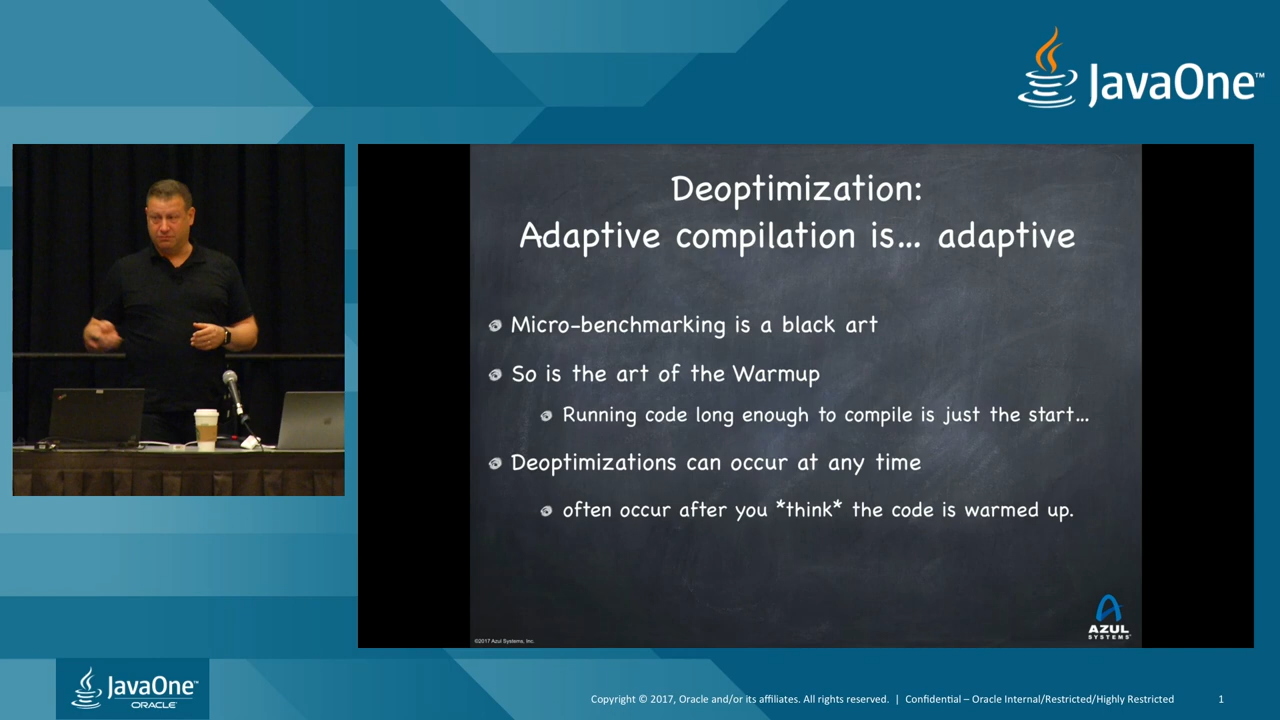 JavaOne™
Deoptimization:
Adaptive compilation is... adaptive
Micro-benchmarking is a black art
So is the art of the Warmup
Running code long enough to compile is just the start...
Deoptimizations can occur at any time
often occur after you *think* the code is warmed up.
©2017 Azul Systems, Inc.
AZUL
SYSTEMS
JavaOne™
ORACLE
Copyright © 2017, Oracle and/or its affiliates. All rights reserved. | Confidential – Oracle Internal/Restricted/Highly Restricted 1